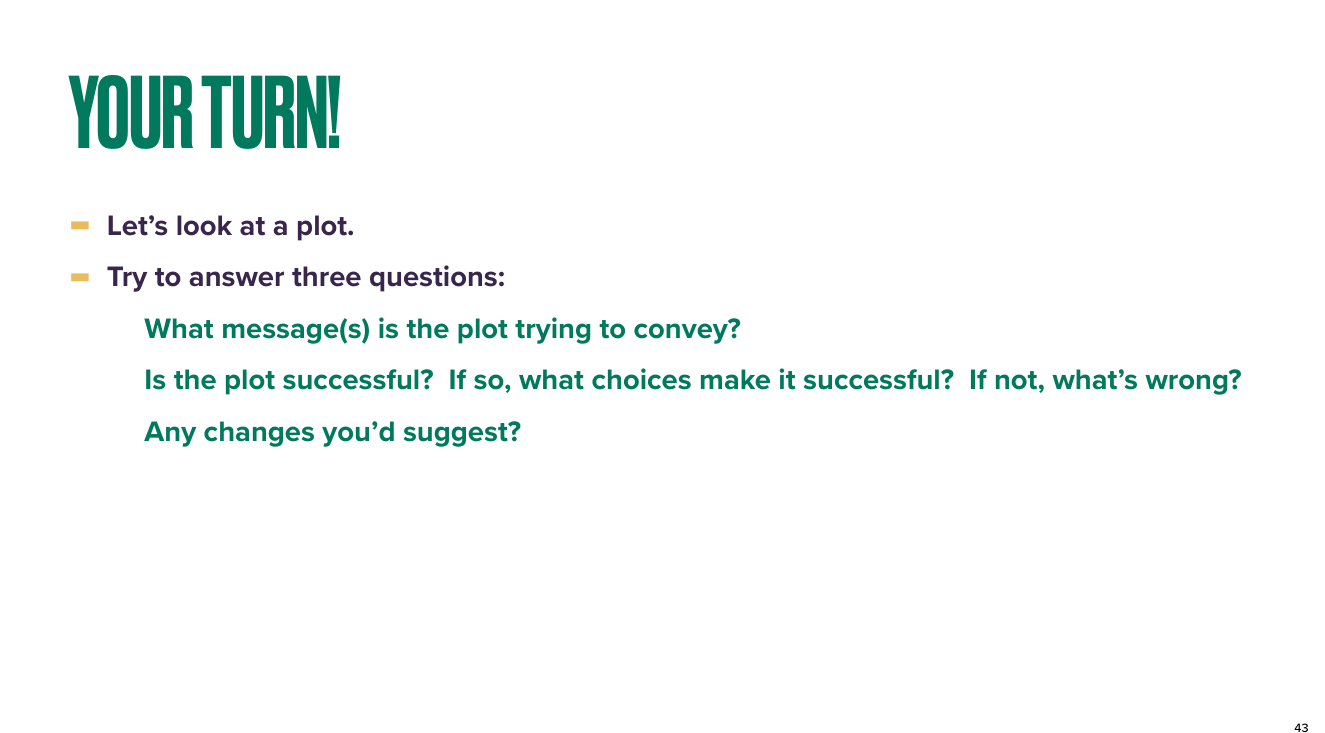 YOUR TURN!
Let’s look at a plot.
Try to answer three questions:
What message(s) is the plot trying to convey?
Is the plot successful?  If so, what choices make it successful?  If not, what’s wrong?
Any changes you’d suggest?
43